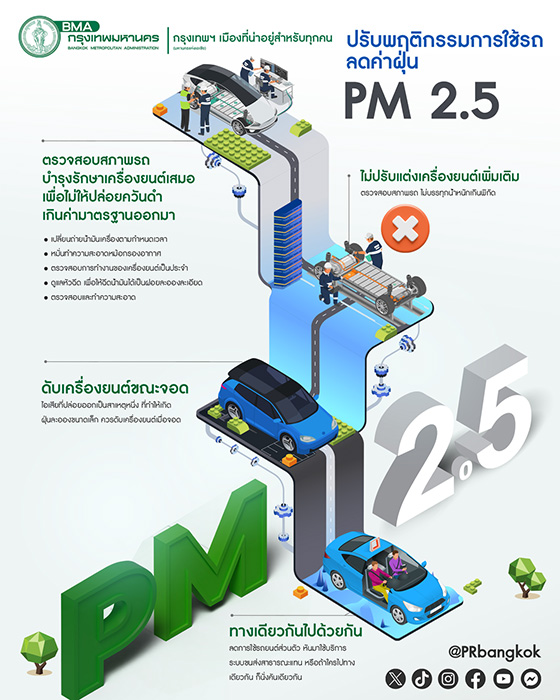 BMA
กรุงเทพมหานคร
BANGKOK METROPOLITAN ADMINISTRATION
กรุงเทพฯ เมืองที่น่าอยู่สำหรับทุกคน
ปรับพฤติกรรมการใช้รถ
ลดค่าฝุ่น
PM 2.5
ตรวจสอบสภาพรถ
บำรุงรักษาเครื่องยนต์เสมอ
เพื่อไม่ให้ปล่อยควันดำ
เกินค่ามาตรฐานออกมา
• เปลี่ยนถ่ายน้ำมันเครื่องตามกำหนดเวลา
• หมั่นทำความสะอาดหม้อกรองอากาศ
• ตรวจสอบการทำงานของเครื่องยนต์เป็นประจำ
• ดูแลหัวฉีด เพื่อให้ฉีดน้ำมันได้เป็นฝอยละอองละเอียด
• ตรวจสอบและทำความสะอาด
ไม่ปรับแต่งเครื่องยนต์เพิ่มเติม
ตรวจสอบสภาพรถ ไม่บรรทุกน้ำหนักเกินพิกัด
ดับเครื่องยนต์ขณะจอด
ไอเสียที่ปล่อยออกเป็นสาเหตุหนึ่ง ที่ทำให้เกิด
ฝุ่นละอองขนาดเล็ก ควรดับเครื่องยนต์เมื่อจอด
PM 2.5
ทางเดียวกันไปด้วยกัน
ลดการใช้รถยนต์ส่วนตัว หันมาใช้บริการ
ระบบขนส่งสาธารณะแทน หรือถ้าใครไปทาง
เดียวกัน ก็นั่งคันเดียวกัน
@PRbangkok